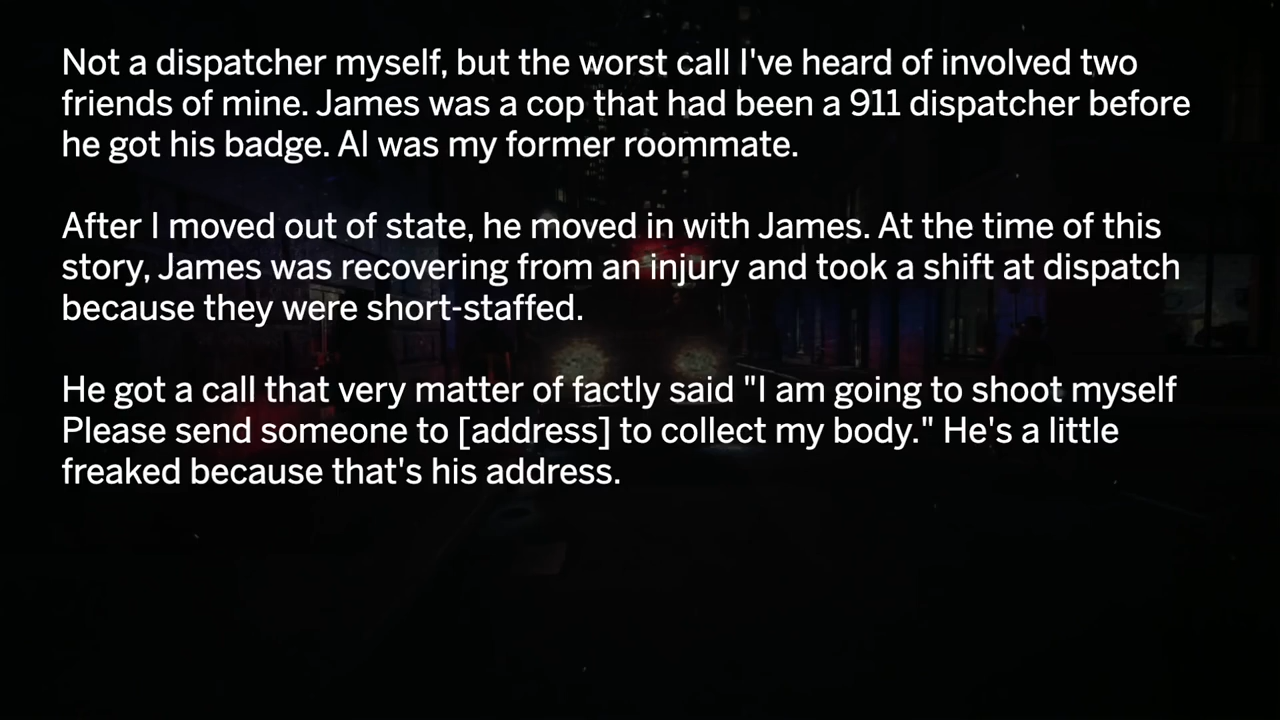 Not a dispatcher myself, but the worst call I've heard of involved two
friends of mine. James was a cop that had been a 911 dispatcher before
he got his badge. Al was my former roommate.
After I moved out of state, he moved in with James. At the time of this
story, James was recovering from an injury and took a shift at dispatch
because they were short-staffed.
He got a call that very matter of factly said "I am going to shoot myself
Please send someone to [address] to collect my body." He's a little
freaked because that's his address.